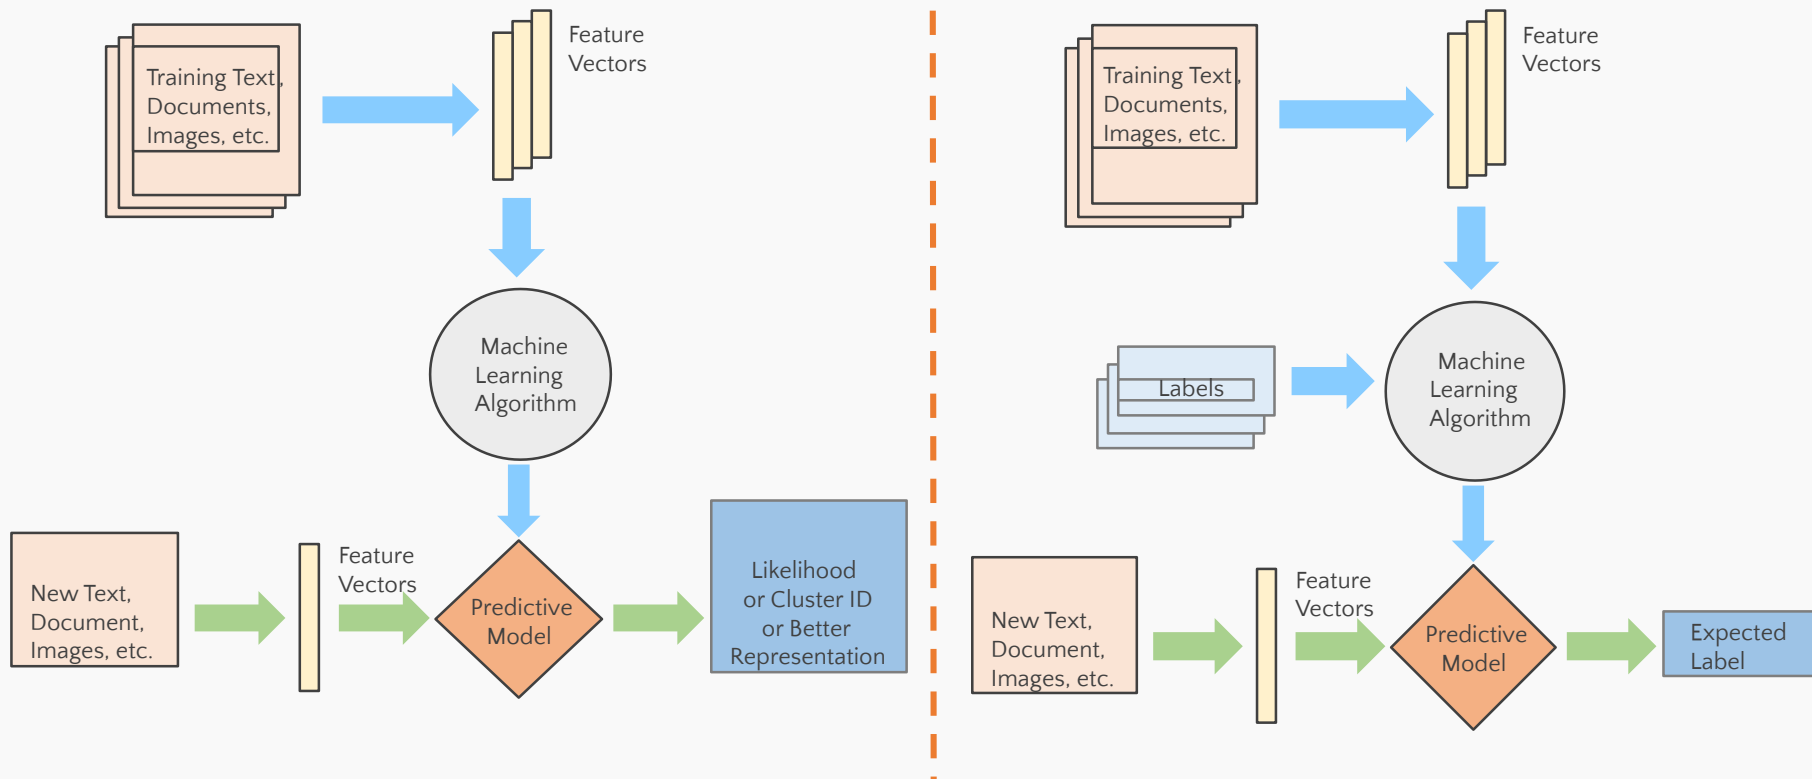 Training Text,
Documents,
Images, etc.
Feature
Vectors
Machine
Learning
Algorithm
New Text,
Document,
Images, etc.
Feature
Vectors
Predictive
Model
Likelihood
or Cluster ID
or Better
Representation
Training Text,
Documents,
Images, etc.
Feature
Vectors
Labels
Machine
Learning
Algorithm
New Text,
Document,
Images, etc.
Feature
Vectors
Predictive
Model
Expected
Label